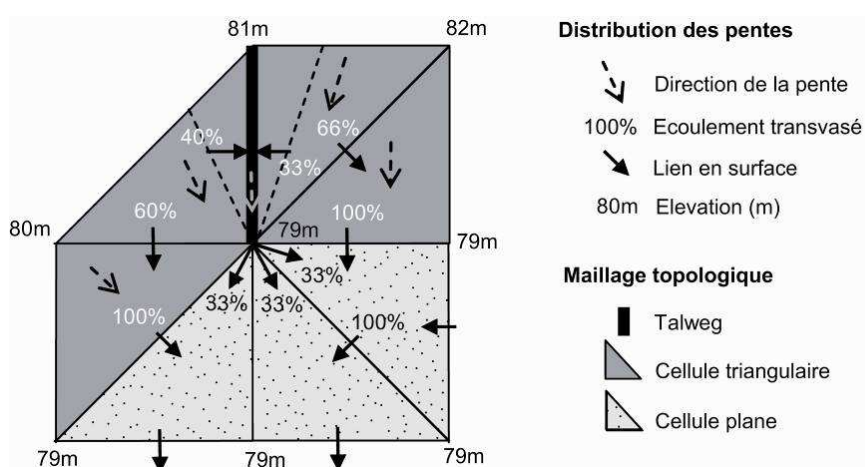 81m
82m
40%
66%
33%
60%
100%
80m
79m
79m
33%
33%
33%
100%
100%
79m
79m
79m
Distribution des pentes
Direction de la pente
100% Ecoulement transvasé
Lien en surface
80m Elevation (m)
Maillage topologique
Talweg
Cellule triangulaire
Cellule plane